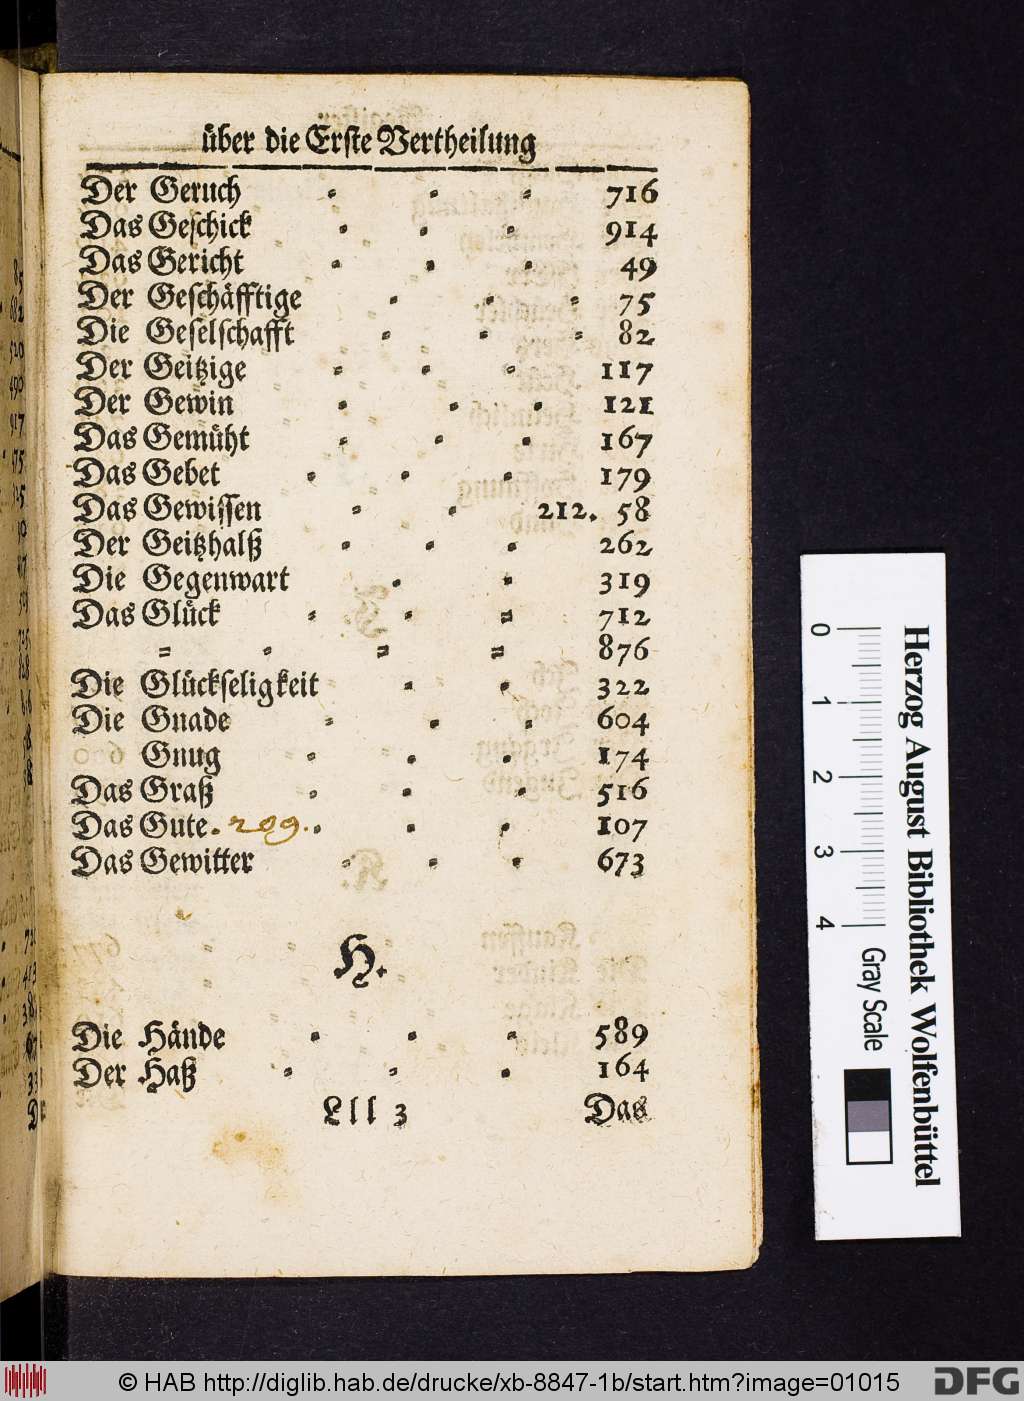 über die Erste Vertheilung
Der Geruch 716
Das Geschick 914
Das Gericht 49
Der Geschäfftige 75
Die Geselschafft 82
Der Geitzige 117
Der Gewin 121
Das Gemüht 167
Das Gebet 179
Das Gewissen 212. 58
Der Geitzhalß 262
Die Gegenwart 319
Das Glück 712
876
Die Glückseligkeit 322
Die Gnade 604
Gnug 174
Das Graß 516
Das Gute. 209. 107
Das Gewitter 673
H.
Die Hände 589
Der Haß 164
Lll 3 Das
Herzog August Bibliothek Wolfenbüttel
0 1 2 3 4 Gray Scale
© HAB http://diglib.hab.de/drucke/xb-8847-1b/start.htm?image=01015
DFG